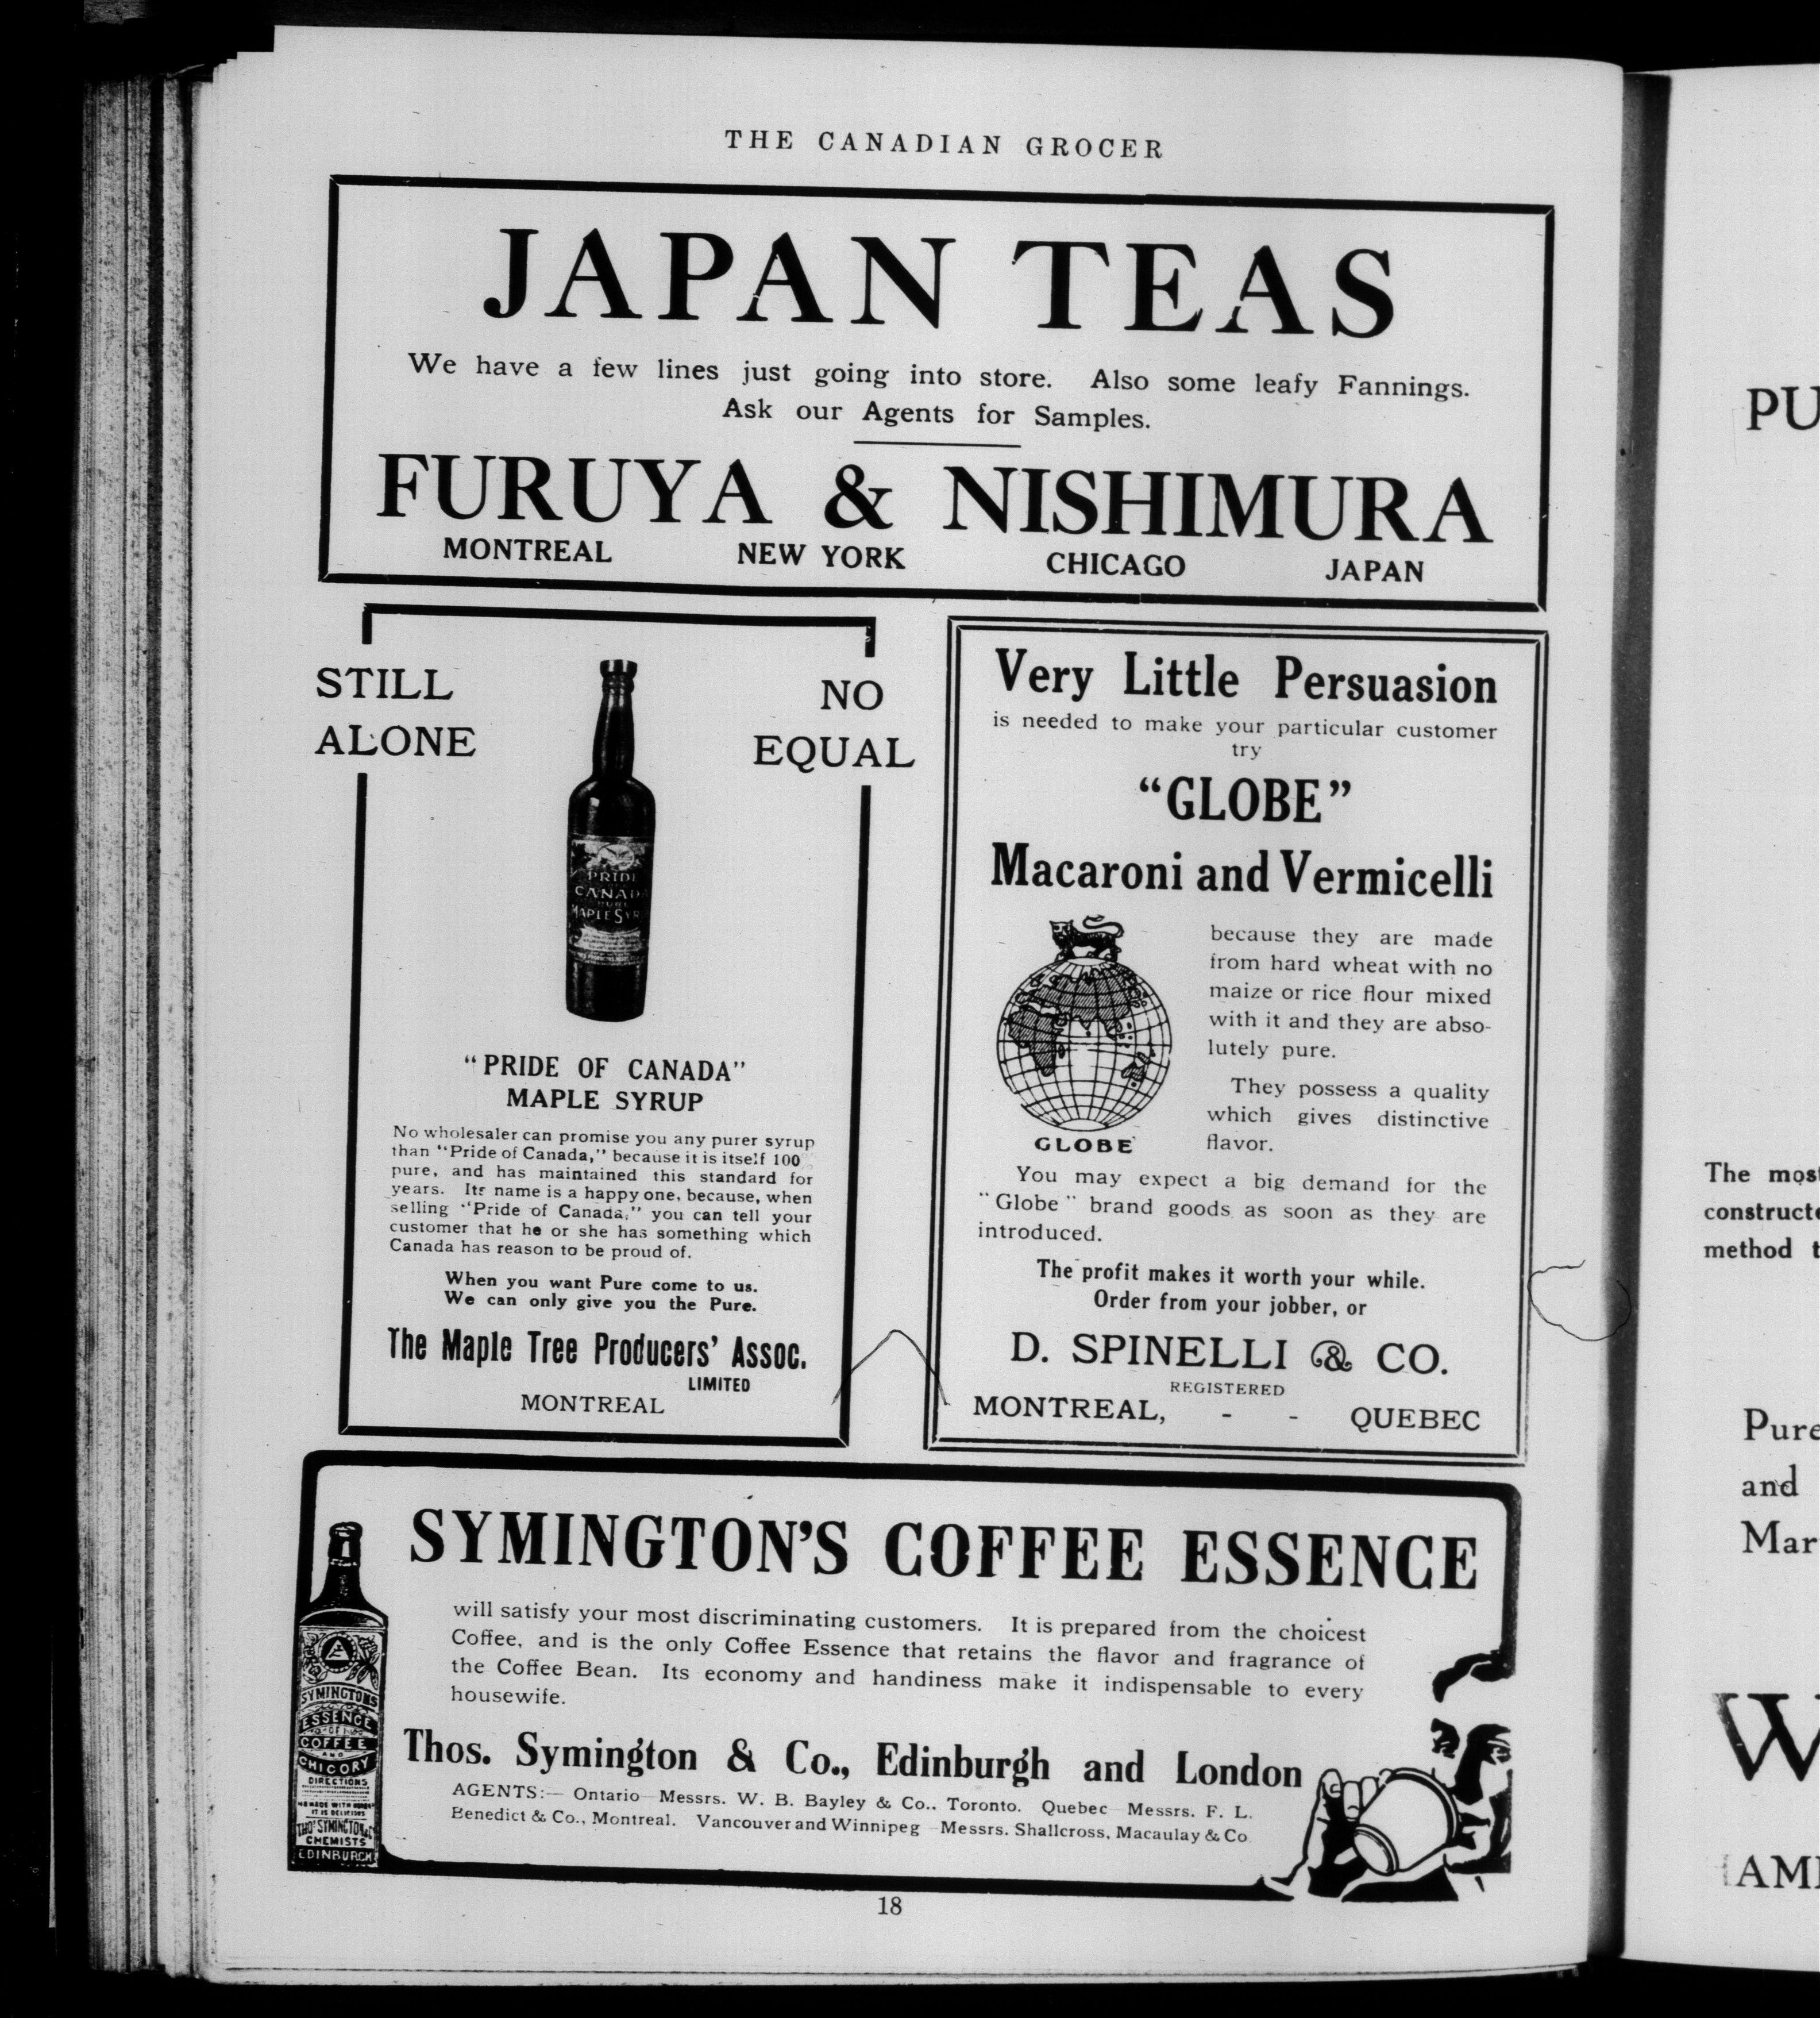 THE CANADIAN GROCER
JAPAN TEAS
We have a few lines just going into store. Also some leafy Fannings.
Ask our Agents for Samples.
FURUYA & NISHIMURA
MONTREAL NEW YORK CHICAGO JAPAN
STILL
ALONE
NO
EQUAL
PRIDE
CANAD
PURE
MAPLE SYR
"PRIDE OF CANADA"
MAPLE SYRUP
No wholesaler can promise you any purer syrup
than "Pride of Canada," because it is itself 100
pure, and has maintained this standard for
years. Its name is a happy one, because, when
selling "Pride of Canada," you can tell your
customer that he or she has something which
Canada has reason to be proud of.
When you want Pure come to us.
We can only give you the Pure.
The Maple Tree Producers' Assoc.
LIMITED
MONTREAL
Very Little Persuasion
is needed to make your particular customer
try
"GLOBE"
Macaroni and Vermicelli
because they are made
from hard wheat with no
maize or rice flour mixed
with it and they are abso-
lutely pure.
They possess a quality
which gives distinctive
flavor.
GLOBE
You may expect a big demand for the
"Globe" brand goods as soon as they are
introduced.
The profit makes it worth your while.
Order from your jobber, or
D. SPINELLI & CO.
REGISTERED
MONTREAL, - - QUEBEC
SYMINGTON'S COFFEE ESSENCE
will satisfy your most discriminating customers. It is prepared from the choicest
Coffee, and is the only Coffee Essence that retains the flavor and fragrance of
the Coffee Bean. Its economy and handiness make it indispensable to every
housewife.
Thos. Symington & Co., Edinburgh and London
AGENTS:— Ontario—Messrs. W. B. Bayley & Co., Toronto. Quebec—Messrs. F. L.
Benedict & Co., Montreal. Vancouver and Winnipeg—Messrs. Shallcross, Macaulay & Co.
SYMINGTONS
ESSENCE
OF
COFFEE
AND
CHICORY
DIRECTIONS
IT IS DELICIOUS
THOS SYMINGTON & Co
CHEMISTS
EDINBURGH
18
PU
The most
constructe
method t
Pure
and
Mar
W
AM